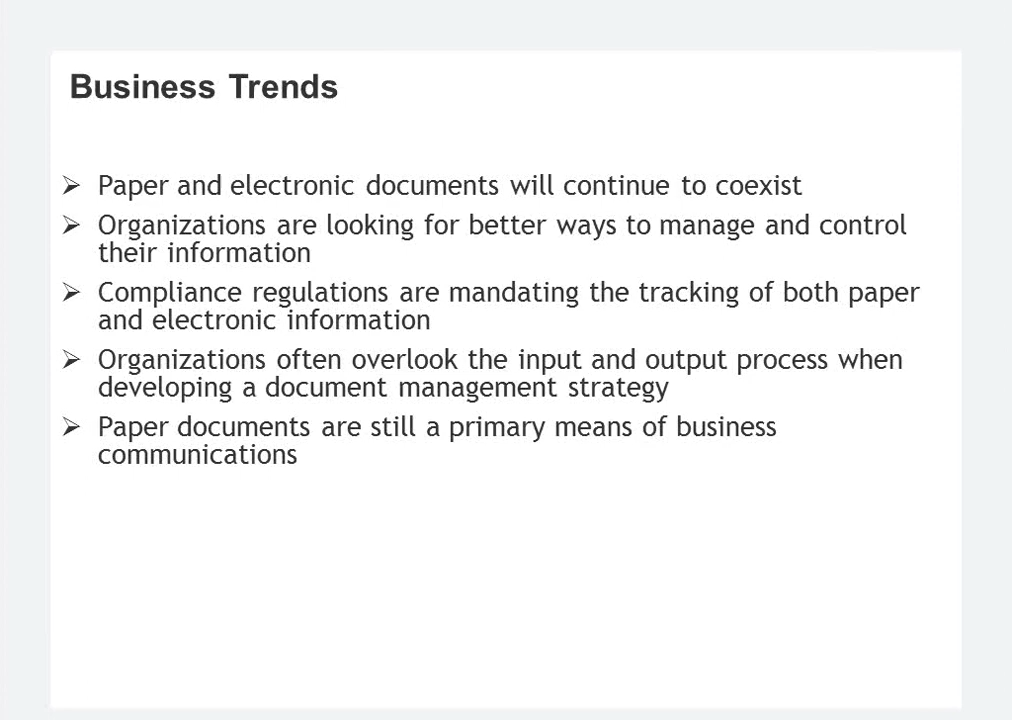 Business Trends
➢ Paper and electronic documents will continue to coexist
➢ Organizations are looking for better ways to manage and control
their information
➢ Compliance regulations are mandating the tracking of both paper
and electronic information
➢ Organizations often overlook the input and output process when
developing a document management strategy
➢ Paper documents are still a primary means of business
communications